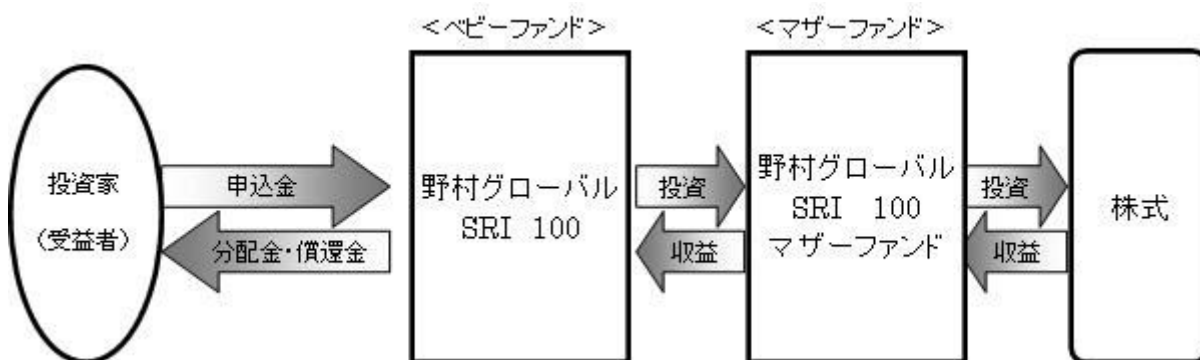 <ベビーファンド>
<マザーファンド>
投資家
(受益者)
申込金
分配金・償還金
野村グローバル
SRI 100
投資
収益
野村グローバル
SRI 100
マザーファンド
投資
収益
株式